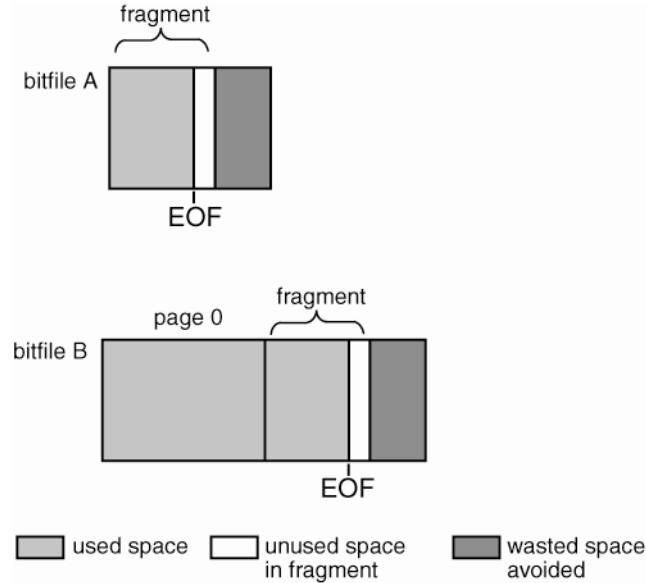 fragment
bitfile A
EOF
fragment
page 0
bitfile B
EOF
used space
unused space
in fragment
wasted space
avoided